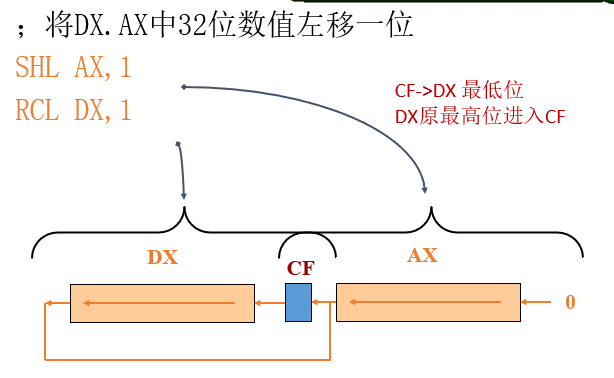 ；将DX.AX中32位数值左移一位
SHL AX,1
RCL DX,1
CF->DX 最低位
DX原最高位进入CF
DX
CF
AX
0